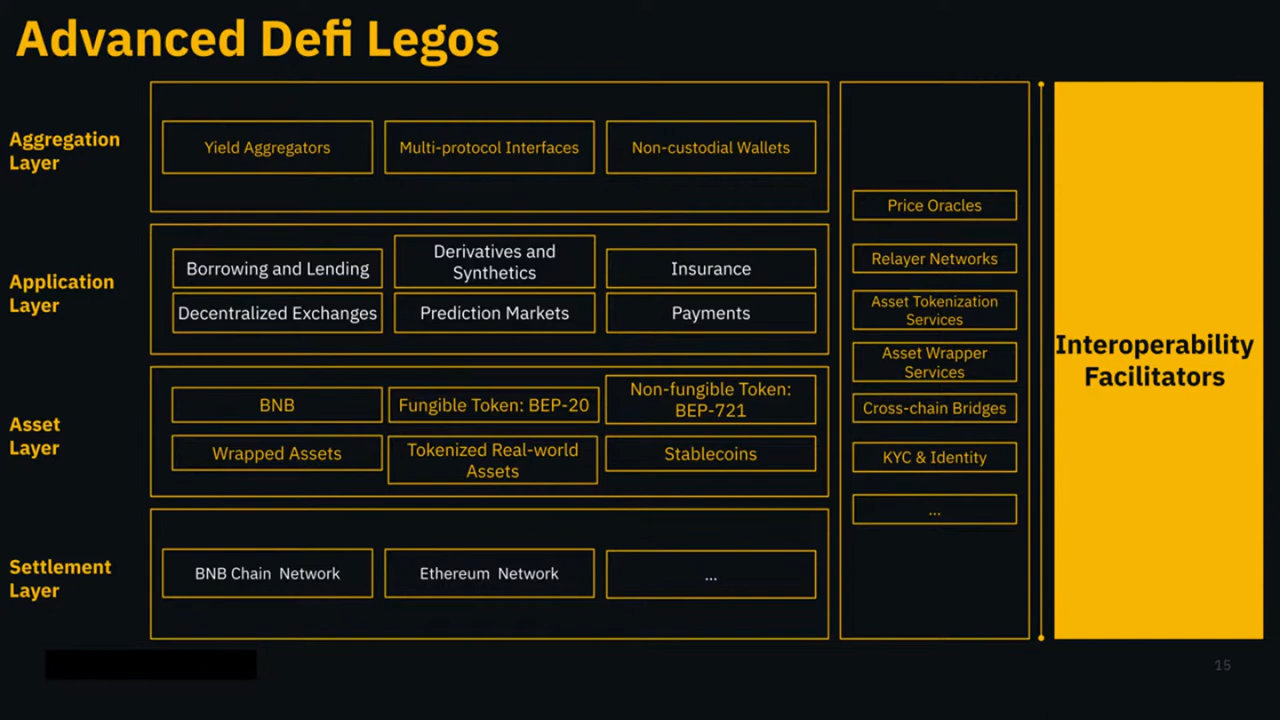 Advanced Defi Legos
Aggregation
Layer
Yield Aggregators
Multi-protocol Interfaces
Non-custodial Wallets
Application
Layer
Borrowing and Lending
Derivatives and
Synthetics
Insurance
Decentralized Exchanges
Prediction Markets
Payments
Asset
Layer
BNB
Fungible Token: BEP-20
Non-fungible Token:
BEP-721
Wrapped Assets
Tokenized Real-world
Assets
Stablecoins
Settlement
Layer
BNB Chain  Network
Ethereum  Network
...
Price Oracles
Relayer Networks
Asset Tokenization
Services
Asset Wrapper
Services
Cross-chain Bridges
KYC & Identity
...
Interoperability
Facilitators
15